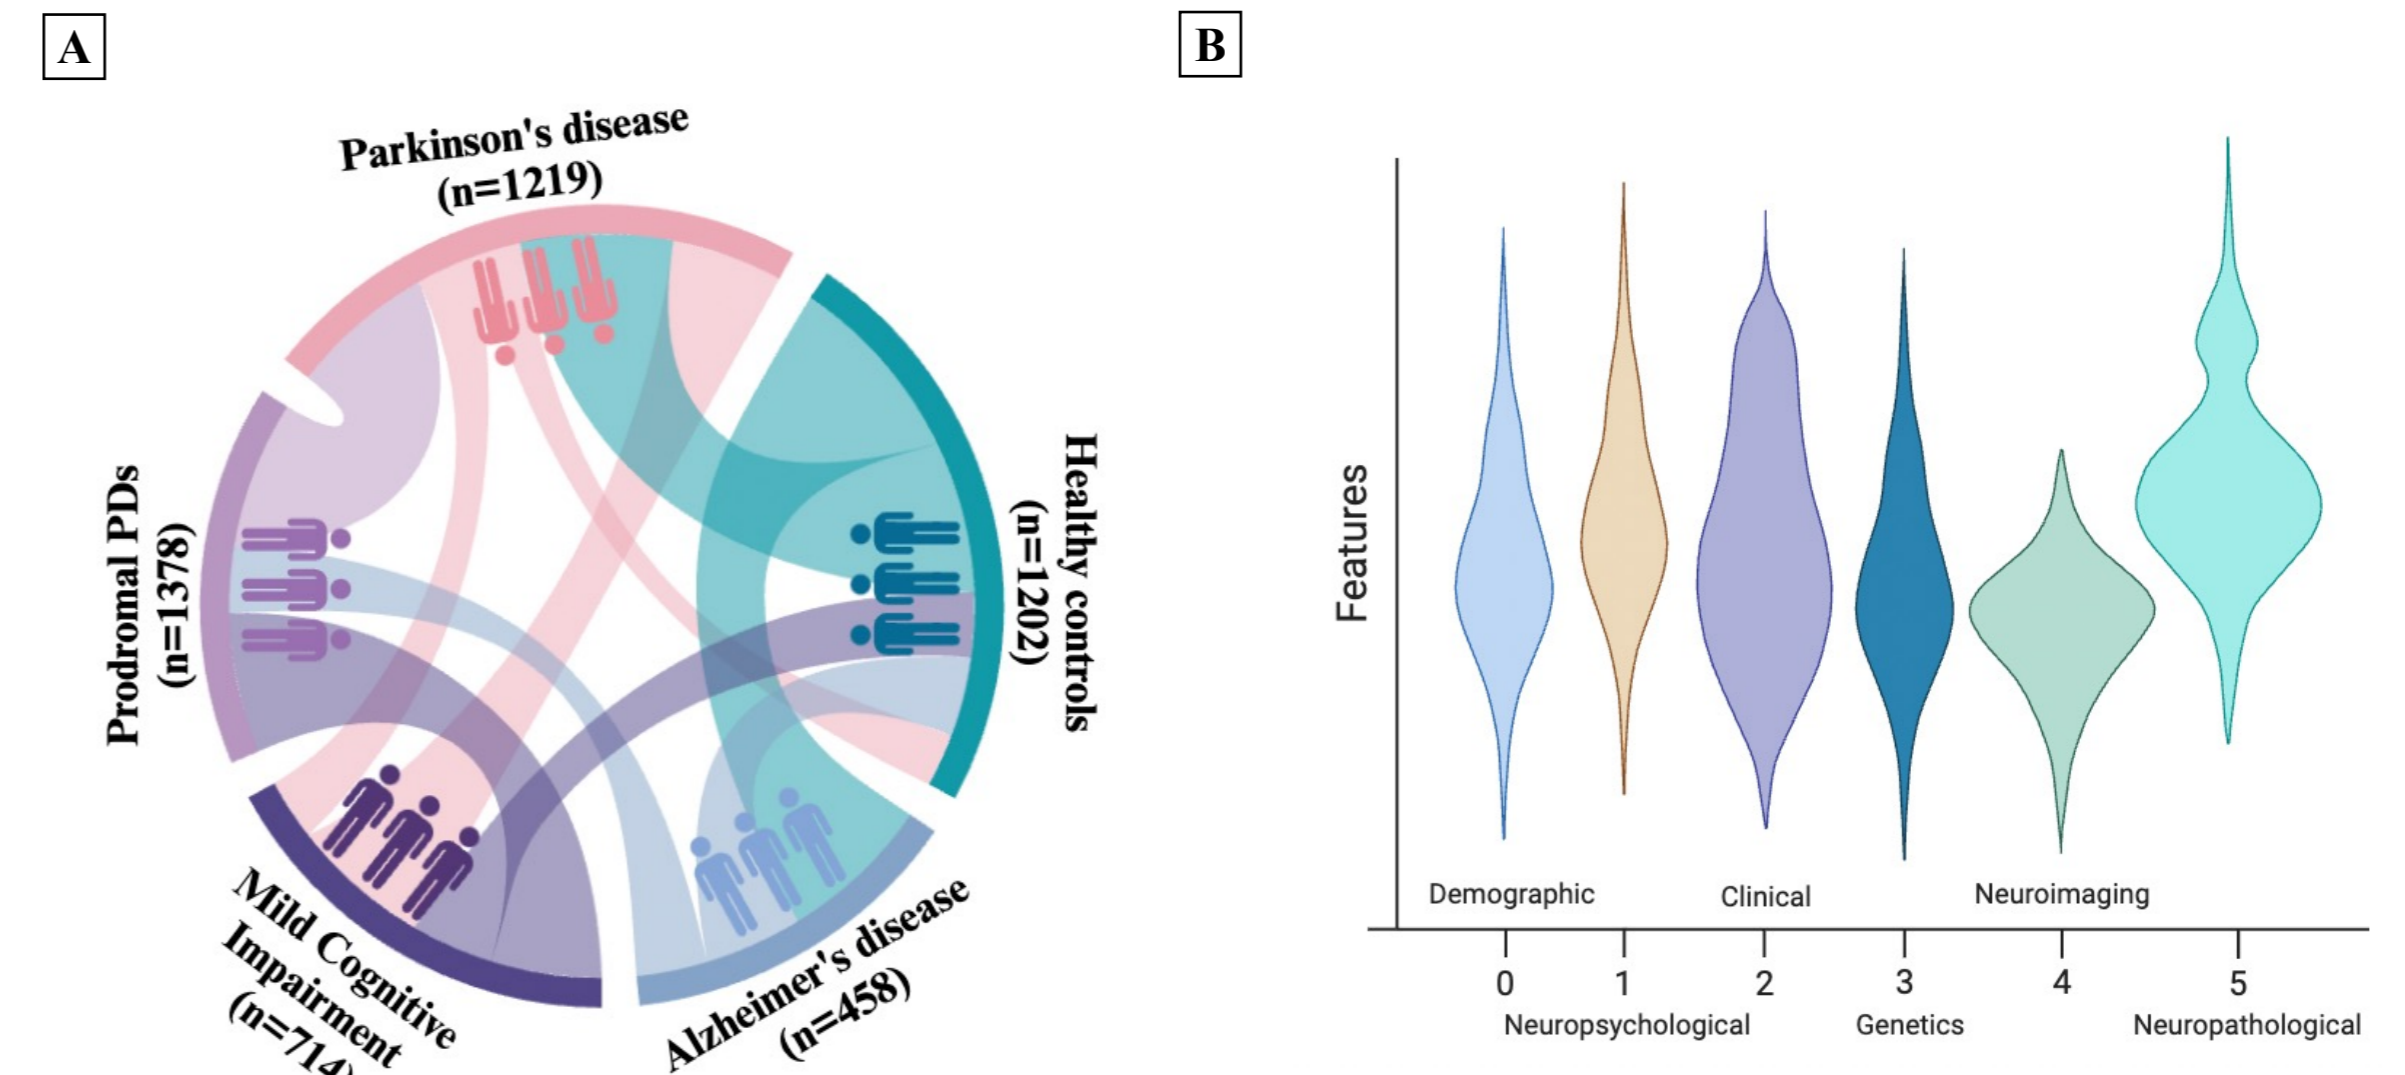 A
B
Parkinson's disease
(n=1219)
Healthy controls
(n=1202)
Prodromal PDs
(n=1378)
Mild Cognitive
Impairment
(n=714)
Alzheimer's disease
(n=458)
Features
Demographic
Clinical
Neuroimaging
0 1 2 3 4 5
Neuropsychological
Genetics
Neuropathological